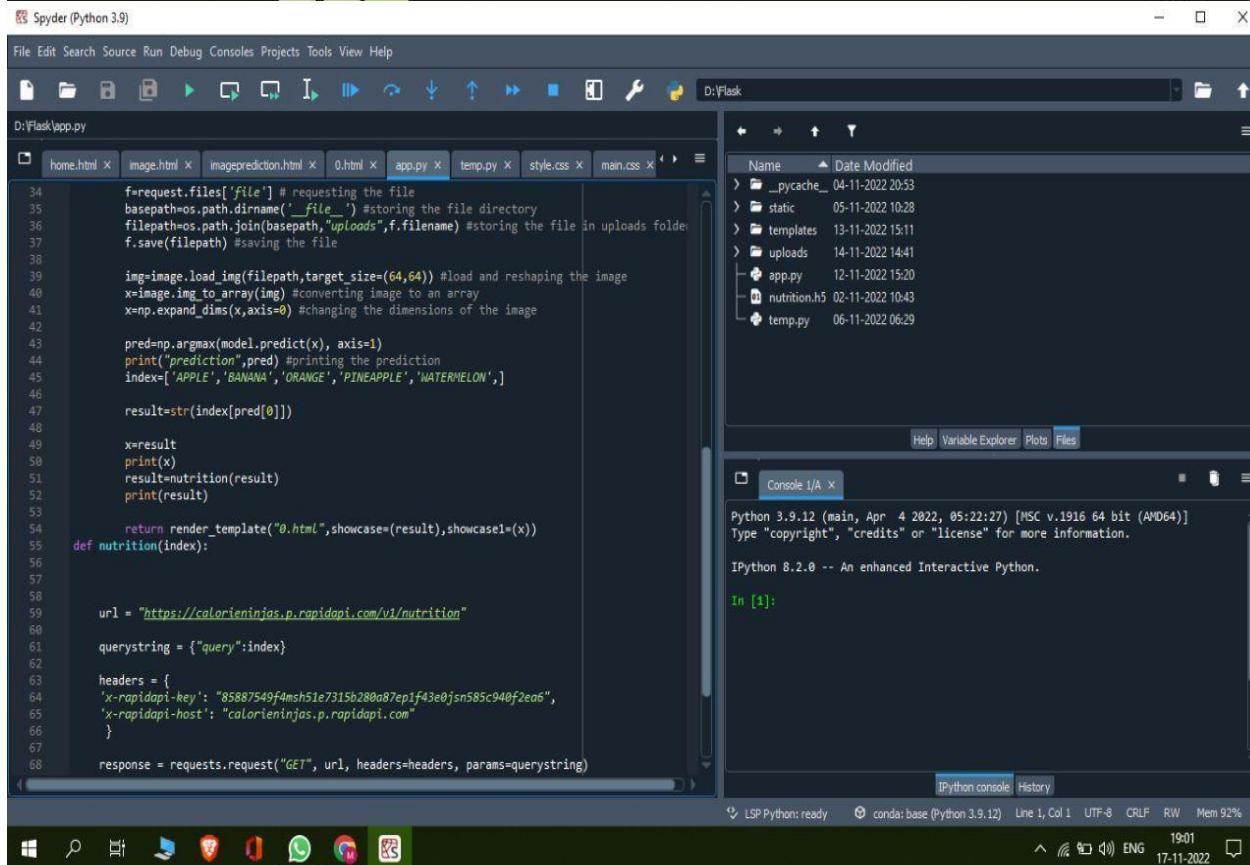 Spyder (Python 3.9)
File Edit Search Source Run Debug Consoles Projects Tools View Help
D:\Flask
D:\Flask\app.py
home.html × image.html × imageprediction.html × 0.html × app.py × temp.py × style.css × main.css ×
34 f=request.files['file'] # requesting the file
35 basepath=os.path.dirname('__file__') #storing the file directory
36 filepath=os.path.join(basepath,"uploads",f.filename) #storing the file in uploads folde
37 f.save(filepath) #saving the file
38
39 img=image.load_img(filepath,target_size=(64,64)) #load and reshaping the image
40 x=image.img_to_array(img) #converting image to an array
41 x=np.expand_dims(x,axis=0) #changing the dimensions of the image
42
43 pred=np.argmax(model.predict(x), axis=1)
44 print("prediction",pred) #printing the prediction
45 index=['APPLE','BANANA','ORANGE','PINEAPPLE','WATERMELON',]
46
47 result=str(index[pred[0]])
48
49 x=result
50 print(x)
51 result=nutrition(result)
52 print(result)
53
54 return render_template("0.html",showcase=(result),showcase1=(x))
55 def nutrition(index):
56
57
58
59 url = "https://calorieninjas.p.rapidapi.com/v1/nutrition"
60
61 querystring = {"query":index}
62
63 headers = {
64 'x-rapidapi-key': "85887549f4msh51e7315b280a87ep1f43e0jsn585c940f2ea6",
65 'x-rapidapi-host': "calorieninjas.p.rapidapi.com"
66 }
67
68 response = requests.request("GET", url, headers=headers, params=querystring)
Name Date Modified
__pycache__ 04-11-2022 20:53
static 05-11-2022 10:28
templates 13-11-2022 15:11
uploads 14-11-2022 14:41
app.py 12-11-2022 15:20
nutrition.h5 02-11-2022 10:43
temp.py 06-11-2022 06:29
Help Variable Explorer Plots Files
Console 1/A ×
Python 3.9.12 (main, Apr 4 2022, 05:22:27) [MSC v.1916 64 bit (AMD64)]
Type "copyright", "credits" or "license" for more information.
IPython 8.2.0 -- An enhanced Interactive Python.
In [1]:
IPython console History
LSP Python: ready conda: base (Python 3.9.12) Line 1, Col 1 UTF-8 CRLF RW Mem 92%
ENG
19:01
17-11-2022